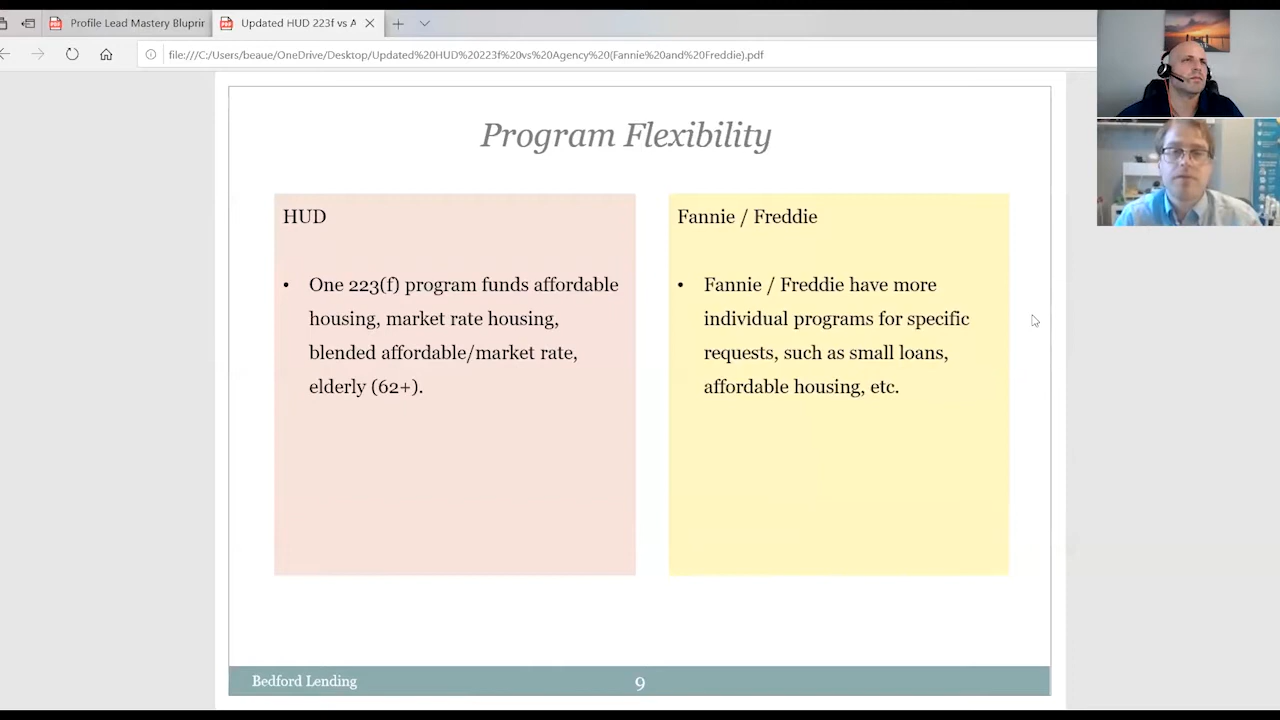 Profile Lead Mastery Bluprir
Updated HUD 223f vs A
file:///C:/Users/beaue/OneDrive/Desktop/Updated%20HUD%20223f%20vs%20Agency%20(Fannie%20and%20Freddie).pdf
Program Flexibility
HUD
• One 223(f) program funds affordable
housing, market rate housing,
blended affordable/market rate,
elderly (62+).
Fannie / Freddie
• Fannie / Freddie have more
individual programs for specific
requests, such as small loans,
affordable housing, etc.
Bedford Lending
9